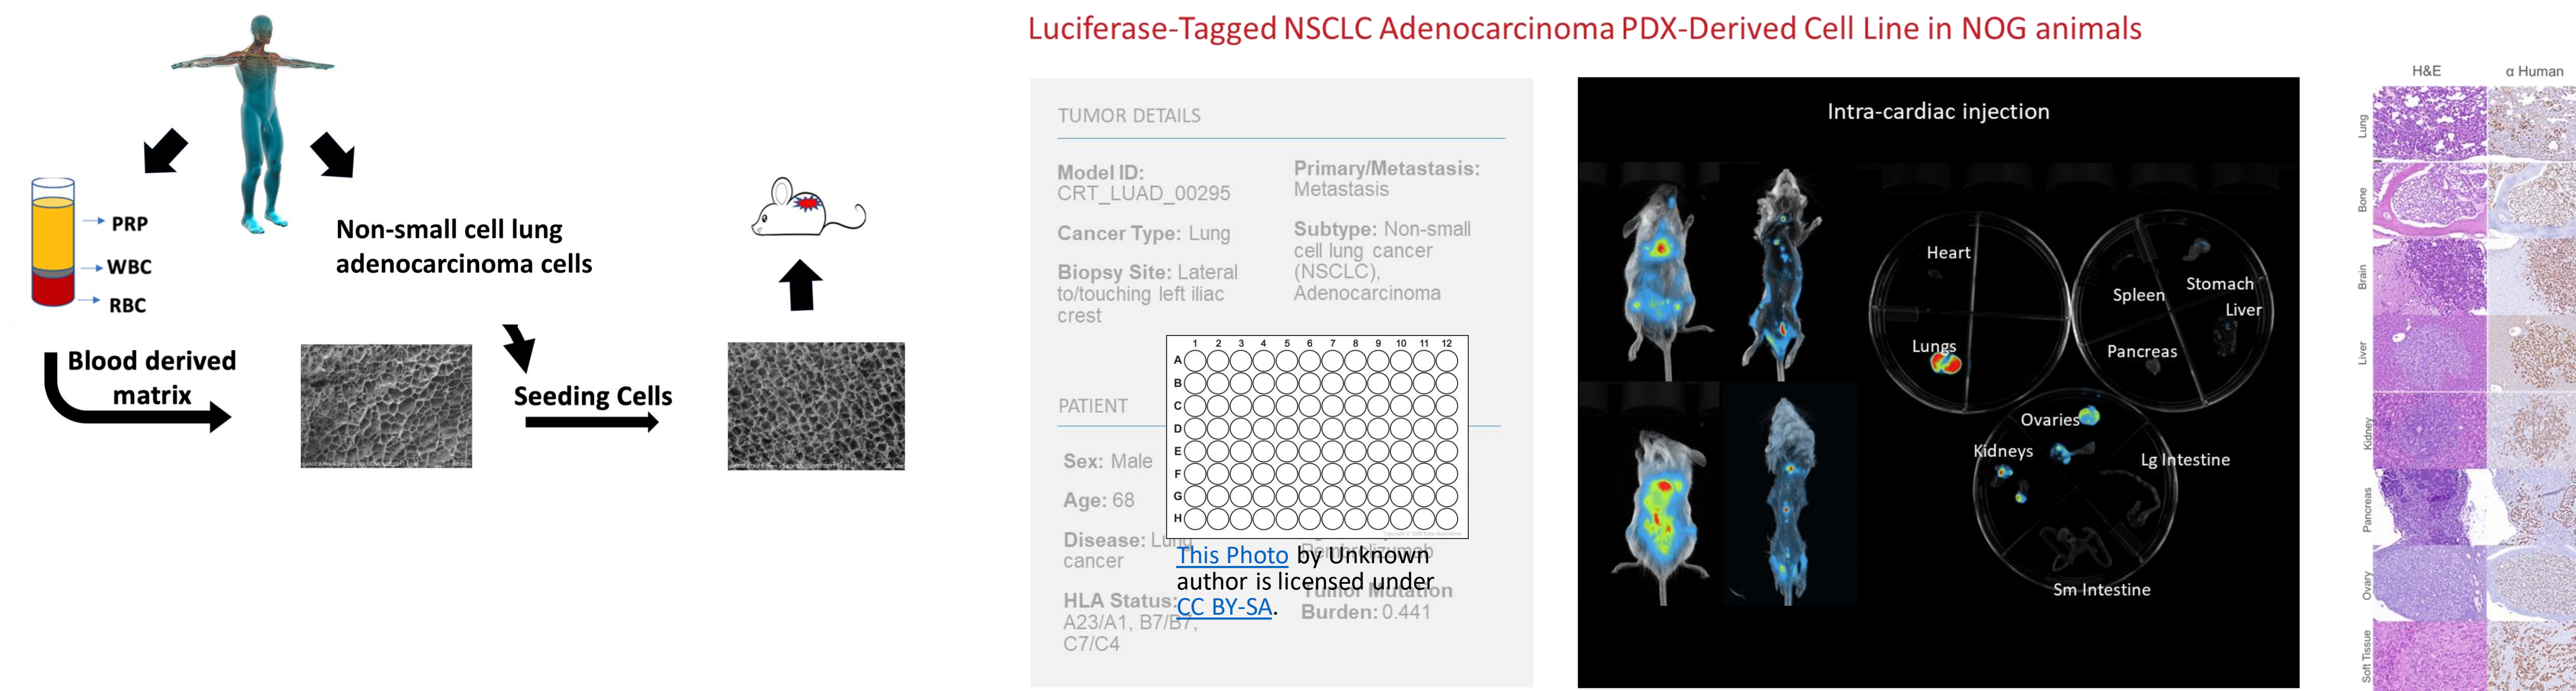 PRP
WBC
RBC
Non-small cell lung
adenocarcinoma cells
Blood derived
matrix
Seeding Cells
Luciferase-Tagged NSCLC Adenocarcinoma PDX-Derived Cell Line in NOG animals
TUMOR DETAILS
Model ID:
CRT_LUAD_00295
Cancer Type: Lung
Biopsy Site: Lateral
to/touching left iliac
crest
Primary/Metastasis:
Metastasis
Subtype: Non-small
cell lung cancer
(NSCLC),
Adenocarcinoma
PATIENT
Sex: Male
Age: 68
Disease: Lung
cancer
HLA Status:
A23/A1, B7/B7,
C7/C4
Pembrolizumab
Tumor Mutation
Burden: 0.441
1 2 3 4 5 6 7 8 9 10 11 12
A
B
C
D
E
F
G
H
This Photo by Unknown
author is licensed under
CC BY-SA.
Intra-cardiac injection
Heart
Lungs
Spleen
Stomach
Liver
Pancreas
Ovaries
Kidneys
Lg Intestine
Sm Intestine
H&E
α Human
Lung
Bone
Brain
Liver
Kidney
Pancreas
Ovary
Soft Tissue